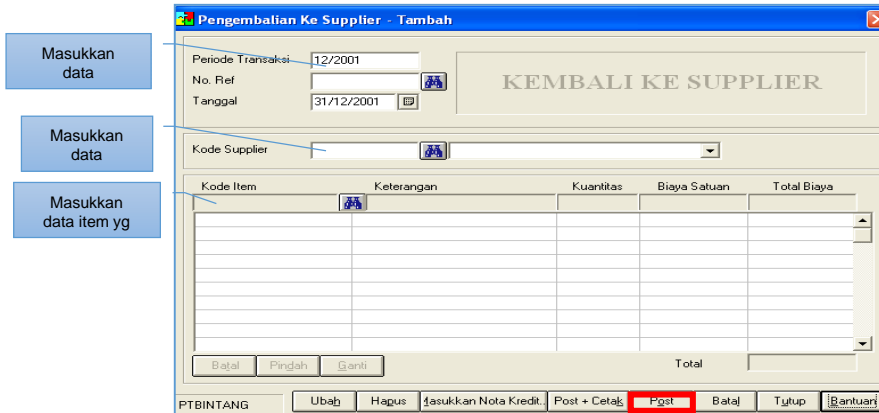 Pengembalian Ke Supplier - Tambah
Masukkan
data
Periode Transaksi 12/2001
No. Ref
Tanggal 31/12/2001
KEMBALI KE SUPPLIER
Masukkan
data
Kode Supplier
Masukkan
data item yg
Kode Item Keterangan Kuantitas Biaya Satuan Total Biaya
Batal Pindah Ganti Total
PTBINTANG Ubah Hapus Masukkan Nota Kredit.. Post + Cetak Post Batal Tutup Bantuan